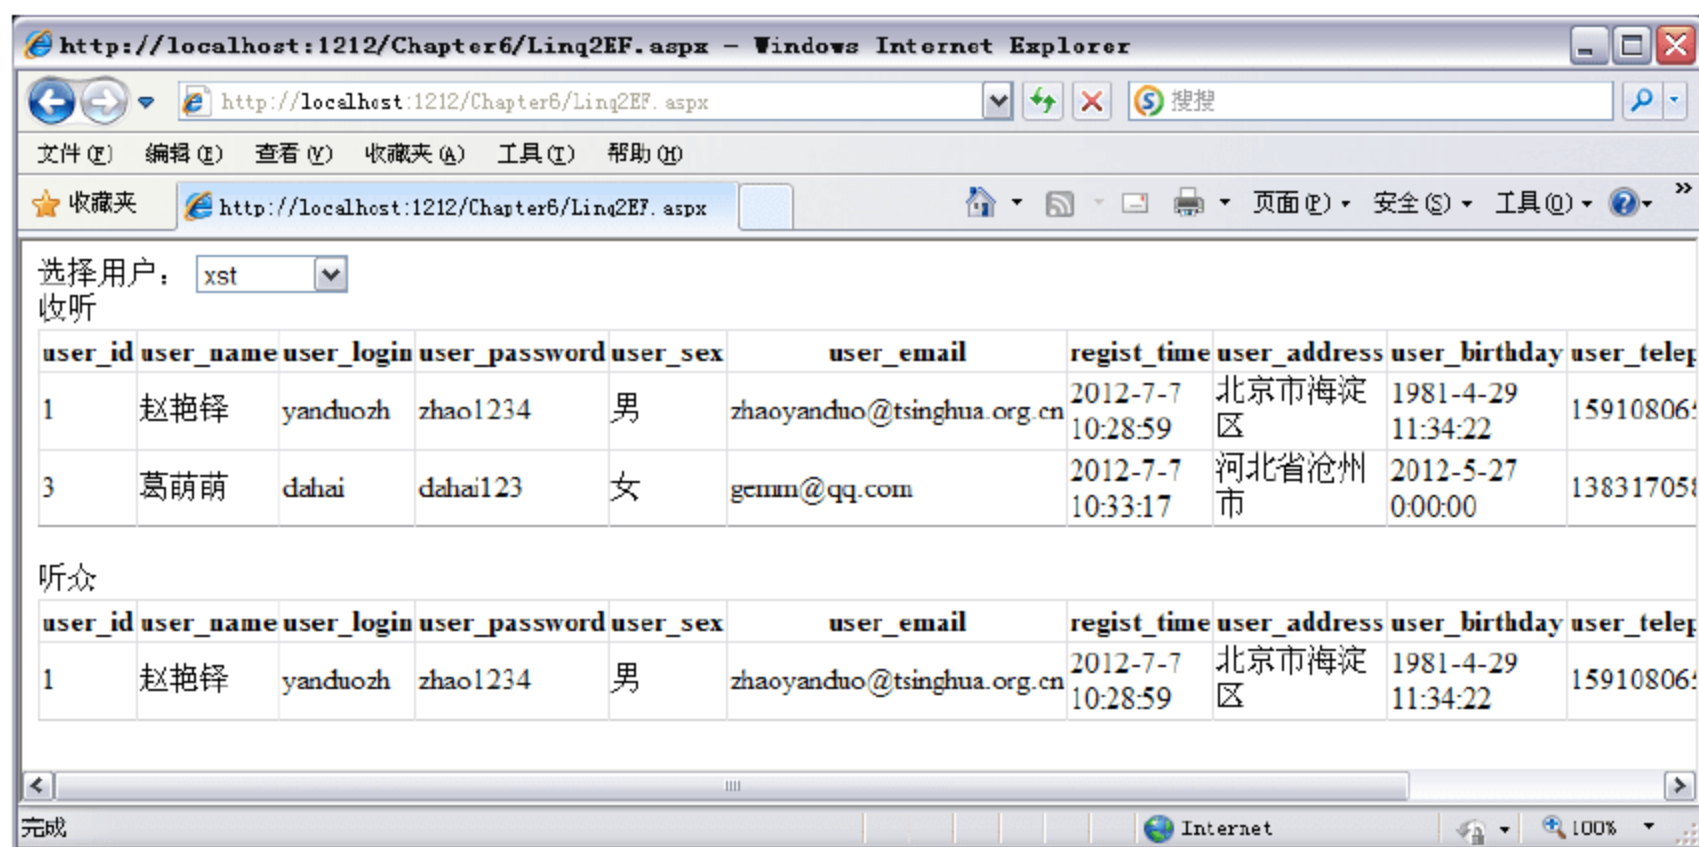 http://localhost:1212/Chapter6/Linq2EF.aspx - Windows Internet Explorer
http://localhost:1212/Chapter6/Linq2EF.aspx 搜搜
文件(F) 编辑(E) 查看(V) 收藏夹(A) 工具(T) 帮助(H)
收藏夹 http://localhost:1212/Chapter6/Linq2EF.aspx 页面(P) 安全(S) 工具(O) »
选择用户： xst
收听
user_id user_name user_login user_password user_sex user_email regist_time user_address user_birthday user_telep
1 赵艳铎 yanduozh zhao1234 男 zhaoyanduo@tsinghua.org.cn 2012-7-7 10:28:59 北京市海淀区 1981-4-29 11:34:22 159108065
3 葛萌萌 dahai dahai123 女 gemm@qq.com 2012-7-7 10:33:17 河北省沧州市 2012-5-27 0:00:00 138317058
听众
user_id user_name user_login user_password user_sex user_email regist_time user_address user_birthday user_telep
1 赵艳铎 yanduozh zhao1234 男 zhaoyanduo@tsinghua.org.cn 2012-7-7 10:28:59 北京市海淀区 1981-4-29 11:34:22 159108065
完成 Internet 100%